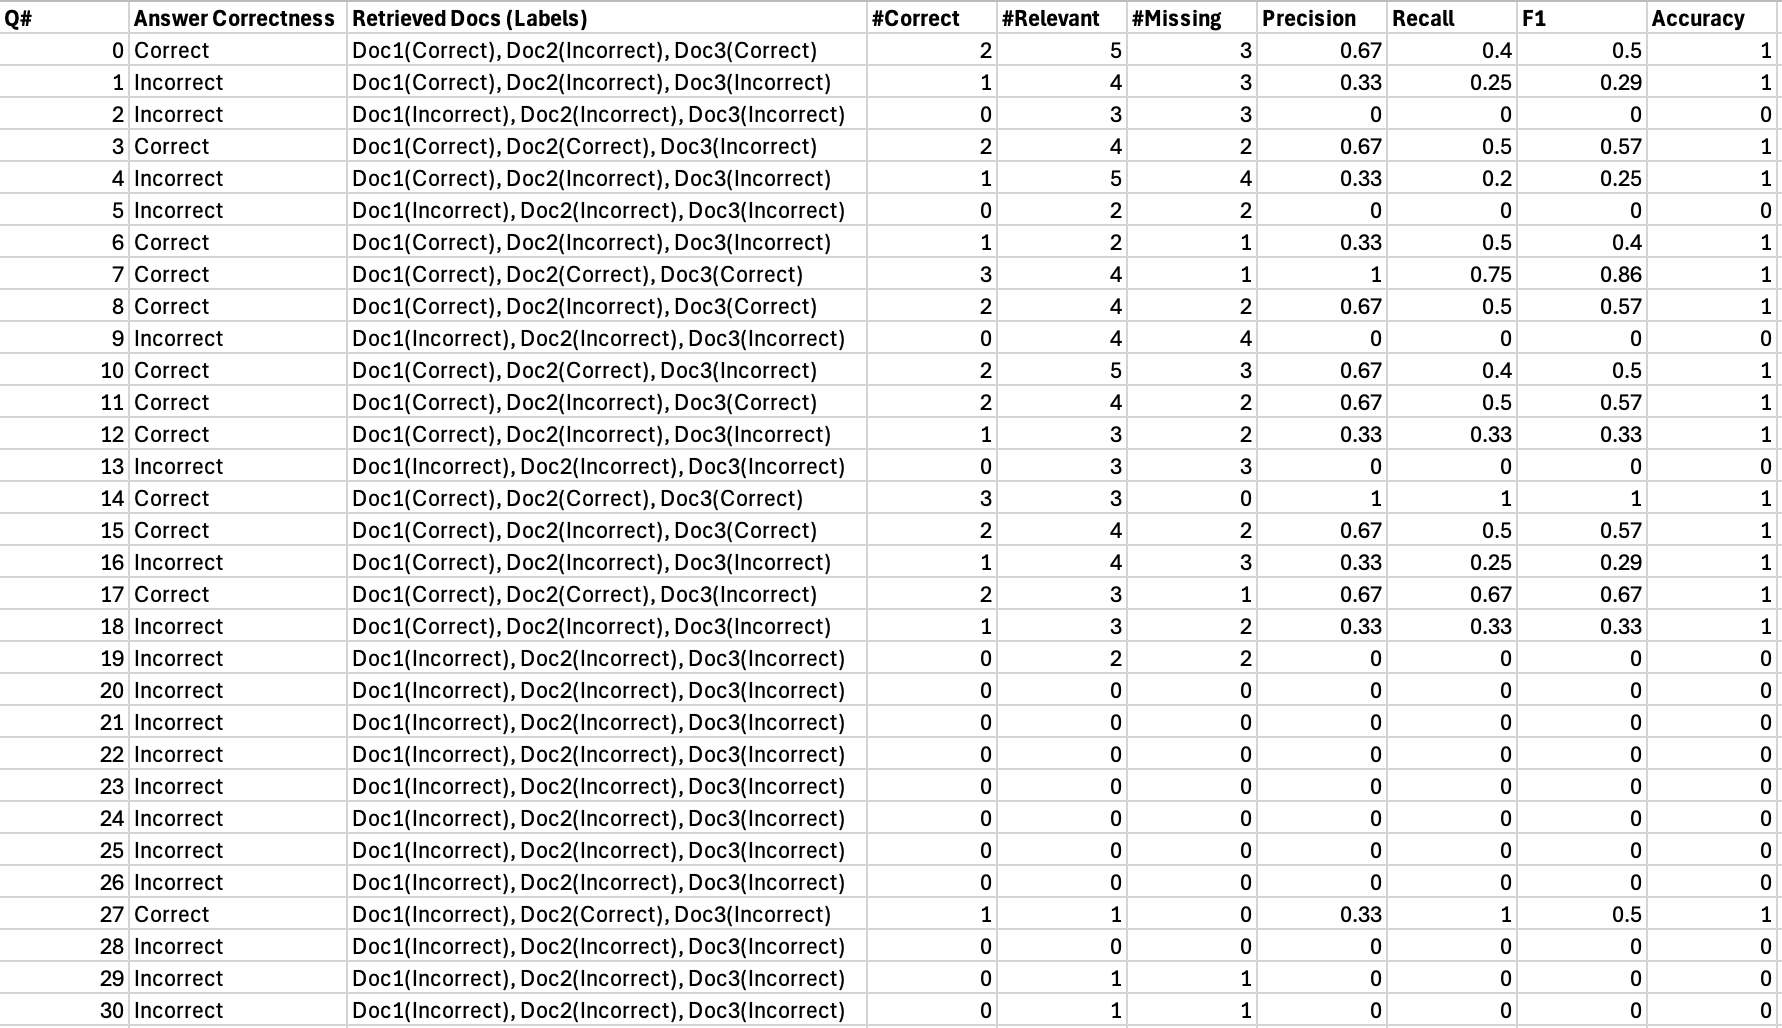 Q# Answer Correctness Retrieved Docs (Labels) #Correct #Relevant #Missing Precision Recall F1 Accuracy
0 Correct Doc1(Correct), Doc2(Incorrect), Doc3(Correct) 2 5 3 0.67 0.4 0.5 1
1 Incorrect Doc1(Correct), Doc2(Incorrect), Doc3(Incorrect) 1 4 3 0.33 0.25 0.29 1
2 Incorrect Doc1(Incorrect), Doc2(Incorrect), Doc3(Incorrect) 0 3 3 0 0 0 0
3 Correct Doc1(Correct), Doc2(Correct), Doc3(Incorrect) 2 4 2 0.67 0.5 0.57 1
4 Incorrect Doc1(Correct), Doc2(Incorrect), Doc3(Incorrect) 1 5 4 0.33 0.2 0.25 1
5 Incorrect Doc1(Incorrect), Doc2(Incorrect), Doc3(Incorrect) 0 2 2 0 0 0 0
6 Correct Doc1(Correct), Doc2(Incorrect), Doc3(Incorrect) 1 2 1 0.33 0.5 0.4 1
7 Correct Doc1(Correct), Doc2(Correct), Doc3(Correct) 3 4 1 1 0.75 0.86 1
8 Correct Doc1(Correct), Doc2(Incorrect), Doc3(Correct) 2 4 2 0.67 0.5 0.57 1
9 Incorrect Doc1(Incorrect), Doc2(Incorrect), Doc3(Incorrect) 0 4 4 0 0 0 0
10 Correct Doc1(Correct), Doc2(Correct), Doc3(Incorrect) 2 5 3 0.67 0.4 0.5 1
11 Correct Doc1(Correct), Doc2(Incorrect), Doc3(Correct) 2 4 2 0.67 0.5 0.57 1
12 Correct Doc1(Correct), Doc2(Incorrect), Doc3(Incorrect) 1 3 2 0.33 0.33 0.33 1
13 Incorrect Doc1(Incorrect), Doc2(Incorrect), Doc3(Incorrect) 0 3 3 0 0 0 0
14 Correct Doc1(Correct), Doc2(Correct), Doc3(Correct) 3 3 0 1 1 1 1
15 Correct Doc1(Correct), Doc2(Incorrect), Doc3(Correct) 2 4 2 0.67 0.5 0.57 1
16 Incorrect Doc1(Correct), Doc2(Incorrect), Doc3(Incorrect) 1 4 3 0.33 0.25 0.29 1
17 Correct Doc1(Correct), Doc2(Correct), Doc3(Incorrect) 2 3 1 0.67 0.67 0.67 1
18 Incorrect Doc1(Correct), Doc2(Incorrect), Doc3(Incorrect) 1 3 2 0.33 0.33 0.33 1
19 Incorrect Doc1(Incorrect), Doc2(Incorrect), Doc3(Incorrect) 0 2 2 0 0 0 0
20 Incorrect Doc1(Incorrect), Doc2(Incorrect), Doc3(Incorrect) 0 0 0 0 0 0 0
21 Incorrect Doc1(Incorrect), Doc2(Incorrect), Doc3(Incorrect) 0 0 0 0 0 0 0
22 Incorrect Doc1(Incorrect), Doc2(Incorrect), Doc3(Incorrect) 0 0 0 0 0 0 0
23 Incorrect Doc1(Incorrect), Doc2(Incorrect), Doc3(Incorrect) 0 0 0 0 0 0 0
24 Incorrect Doc1(Incorrect), Doc2(Incorrect), Doc3(Incorrect) 0 0 0 0 0 0 0
25 Incorrect Doc1(Incorrect), Doc2(Incorrect), Doc3(Incorrect) 0 0 0 0 0 0 0
26 Incorrect Doc1(Incorrect), Doc2(Incorrect), Doc3(Incorrect) 0 0 0 0 0 0 0
27 Correct Doc1(Incorrect), Doc2(Correct), Doc3(Incorrect) 1 1 0 0.33 1 0.5 1
28 Incorrect Doc1(Incorrect), Doc2(Incorrect), Doc3(Incorrect) 0 0 0 0 0 0 0
29 Incorrect Doc1(Incorrect), Doc2(Incorrect), Doc3(Incorrect) 0 1 1 0 0 0 0
30 Incorrect Doc1(Incorrect), Doc2(Incorrect), Doc3(Incorrect) 0 1 1 0 0 0 0